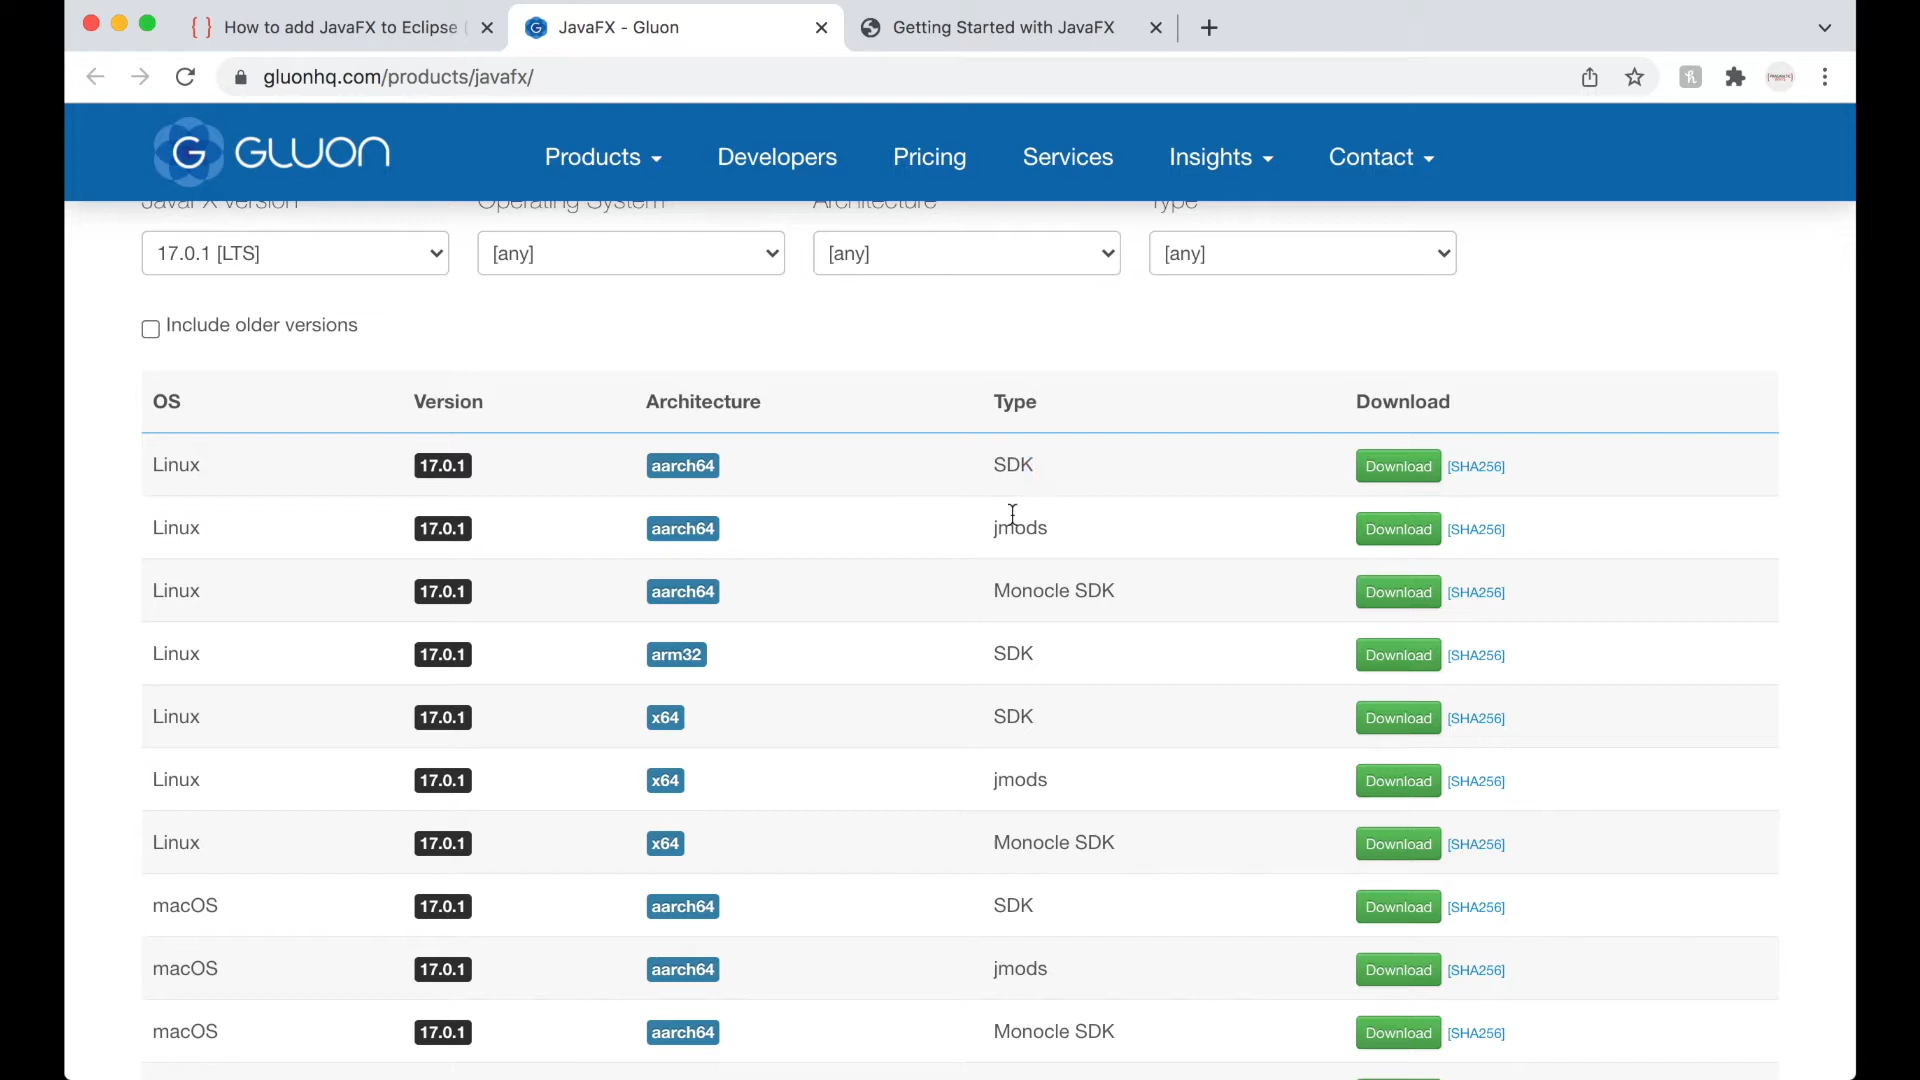 { } How to add JavaFX to Eclipse
JavaFX - Gluon
Getting Started with JavaFX
gluonhq.com/products/javafx/
G GLUON
Products
Developers
Pricing
Services
Insights
Contact
JavaFX Version
Operating System
Architecture
Type
17.0.1 [LTS]
[any]
[any]
[any]
Include older versions
OS Version Architecture Type Download
Linux 17.0.1 aarch64 SDK Download [SHA256]
Linux 17.0.1 aarch64 jmods Download [SHA256]
Linux 17.0.1 aarch64 Monocle SDK Download [SHA256]
Linux 17.0.1 arm32 SDK Download [SHA256]
Linux 17.0.1 x64 SDK Download [SHA256]
Linux 17.0.1 x64 jmods Download [SHA256]
Linux 17.0.1 x64 Monocle SDK Download [SHA256]
macOS 17.0.1 aarch64 SDK Download [SHA256]
macOS 17.0.1 aarch64 jmods Download [SHA256]
macOS 17.0.1 aarch64 Monocle SDK Download [SHA256]